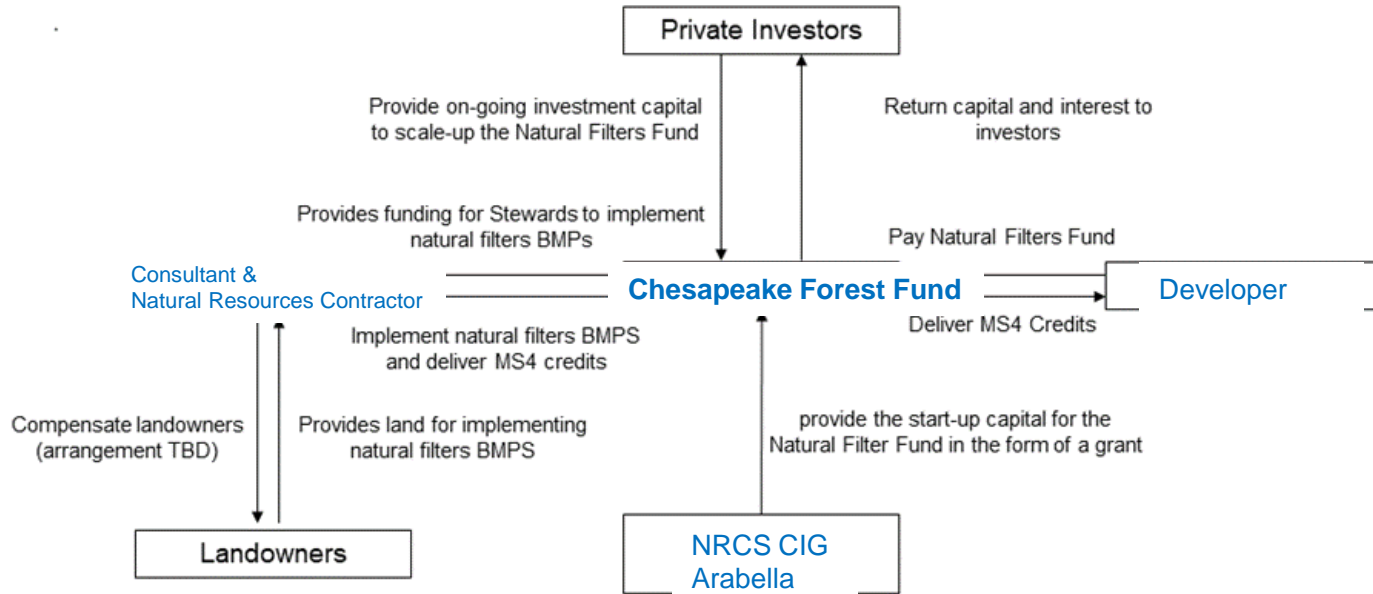 Private Investors
Provide on-going investment capital
to scale-up the Natural Filters Fund
Return capital and interest to
investors
Provides funding for Stewards to implement
natural filters BMPs
Pay Natural Filters Fund
Consultant &
Natural Resources Contractor
Chesapeake Forest Fund
Developer
Implement natural filters BMPS
and deliver MS4 credits
Deliver MS4 Credits
Compensate landowners
(arrangement TBD)
Provides land for implementing
natural filters BMPS
provide the start-up capital for the
Natural Filter Fund in the form of a grant
Landowners
NRCS CIG
Arabella